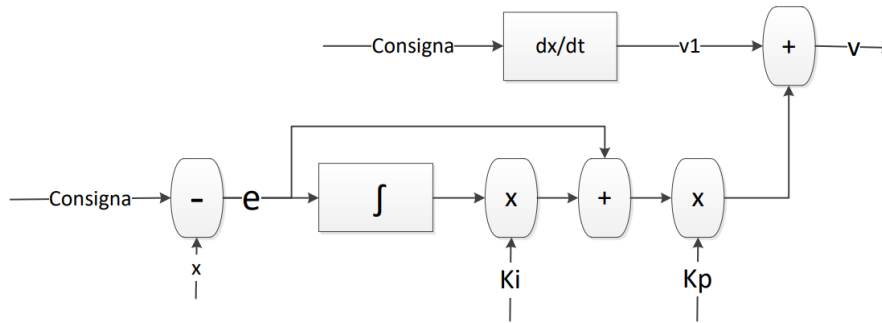 Consigna dx/dt v1 + v
Consigna - e ∫ x + x
x Ki Kp